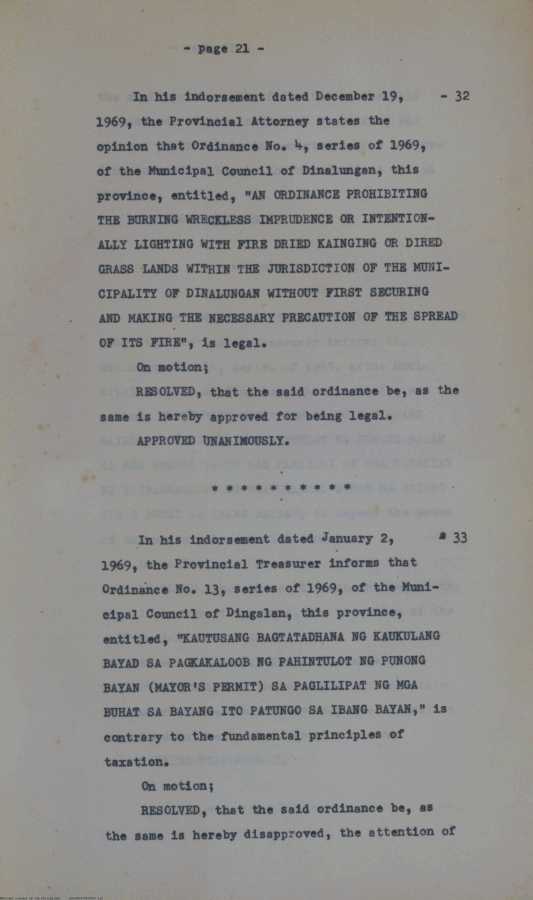 - page 21 -
In his indorsement dated December 19, - 32
1969, the Provincial Attorney states the
opinion that Ordinance No. 4, series of 1969,
of the Municipal Council of Dinalungan, this
province, entitled, "AN ORDINANCE PROHIBITING
THE BURNING WRECKLESS IMPRUDENCE OR INTENTION-
ALLY LIGHTING WITH FIRE DRIED KAINGING OR DIRED
GRASS LANDS WITHIN THE JURISDICTION OF THE MUNI-
CIPALITY OF DINALUNGAN WITHOUT FIRST SECURING
AND MAKING THE NECESSARY PRECAUTION OF THE SPREAD
OF ITS FIRE", is legal.
On motion;
RESOLVED, that the said ordinance be, as the
same is hereby approved for being legal.
APPROVED UNANIMOUSLY.
* * * * * * * * * *
In his indorsement dated January 2, * 33
1969, the Provincial Treasurer informs that
Ordinance No. 13, series of 1969, of the Muni-
cipal Council of Dingalan, this province,
entitled, "KAUTUSANG BAGTATADHANA NG KAUKULANG
BAYAD SA PAGKAKALOOB NG PAHINTULOT NG PUNONG
BAYAN (MAYOR'S PERMIT) SA PAGLILIPAT NG MGA
BUHAT SA BAYANG ITO PATUNGO SA IBANG BAYAN," is
contrary to the fundamental principles of
taxation.
On motion;
RESOLVED, that the said ordinance be, as
the same is hereby disapproved, the attention of